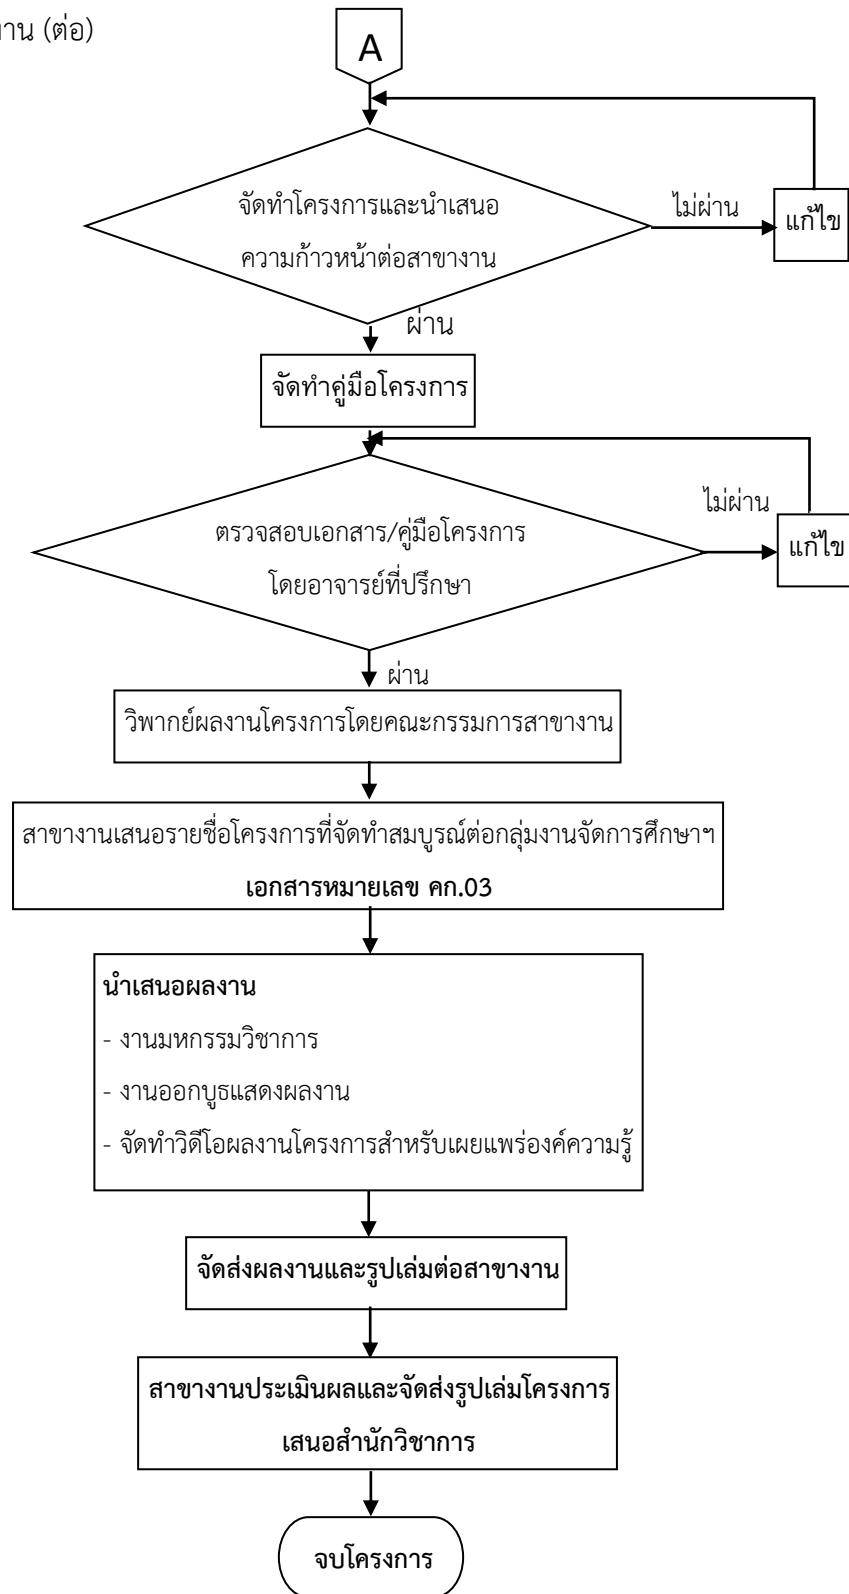 งาน (ต่อ)
A
จัดทำโครงการและนำเสนอ
ความก้าวหน้าต่อสาขางาน
ไม่ผ่าน
แก้ไข
ผ่าน
จัดทำคู่มือโครงการ
ตรวจสอบเอกสาร/คู่มือโครงการ
โดยอาจารย์ที่ปรึกษา
ไม่ผ่าน
แก้ไข
ผ่าน
วิพากย์ผลงานโครงการโดยคณะกรรมการสาขางาน
สาขางานเสนอรายชื่อโครงการที่จัดทำสมบูรณ์ต่อกลุ่มงานจัดการศึกษาฯ
เอกสารหมายเลข คก.03
นำเสนอผลงาน
- งานมหกรรมวิชาการ
- งานออกบูธแสดงผลงาน
- จัดทำวิดีโอผลงานโครงการสำหรับเผยแพร่องค์ความรู้
จัดส่งผลงานและรูปเล่มต่อสาขางาน
สาขางานประเมินผลและจัดส่งรูปเล่มโครงการ
เสนอสำนักวิชาการ
จบโครงการ